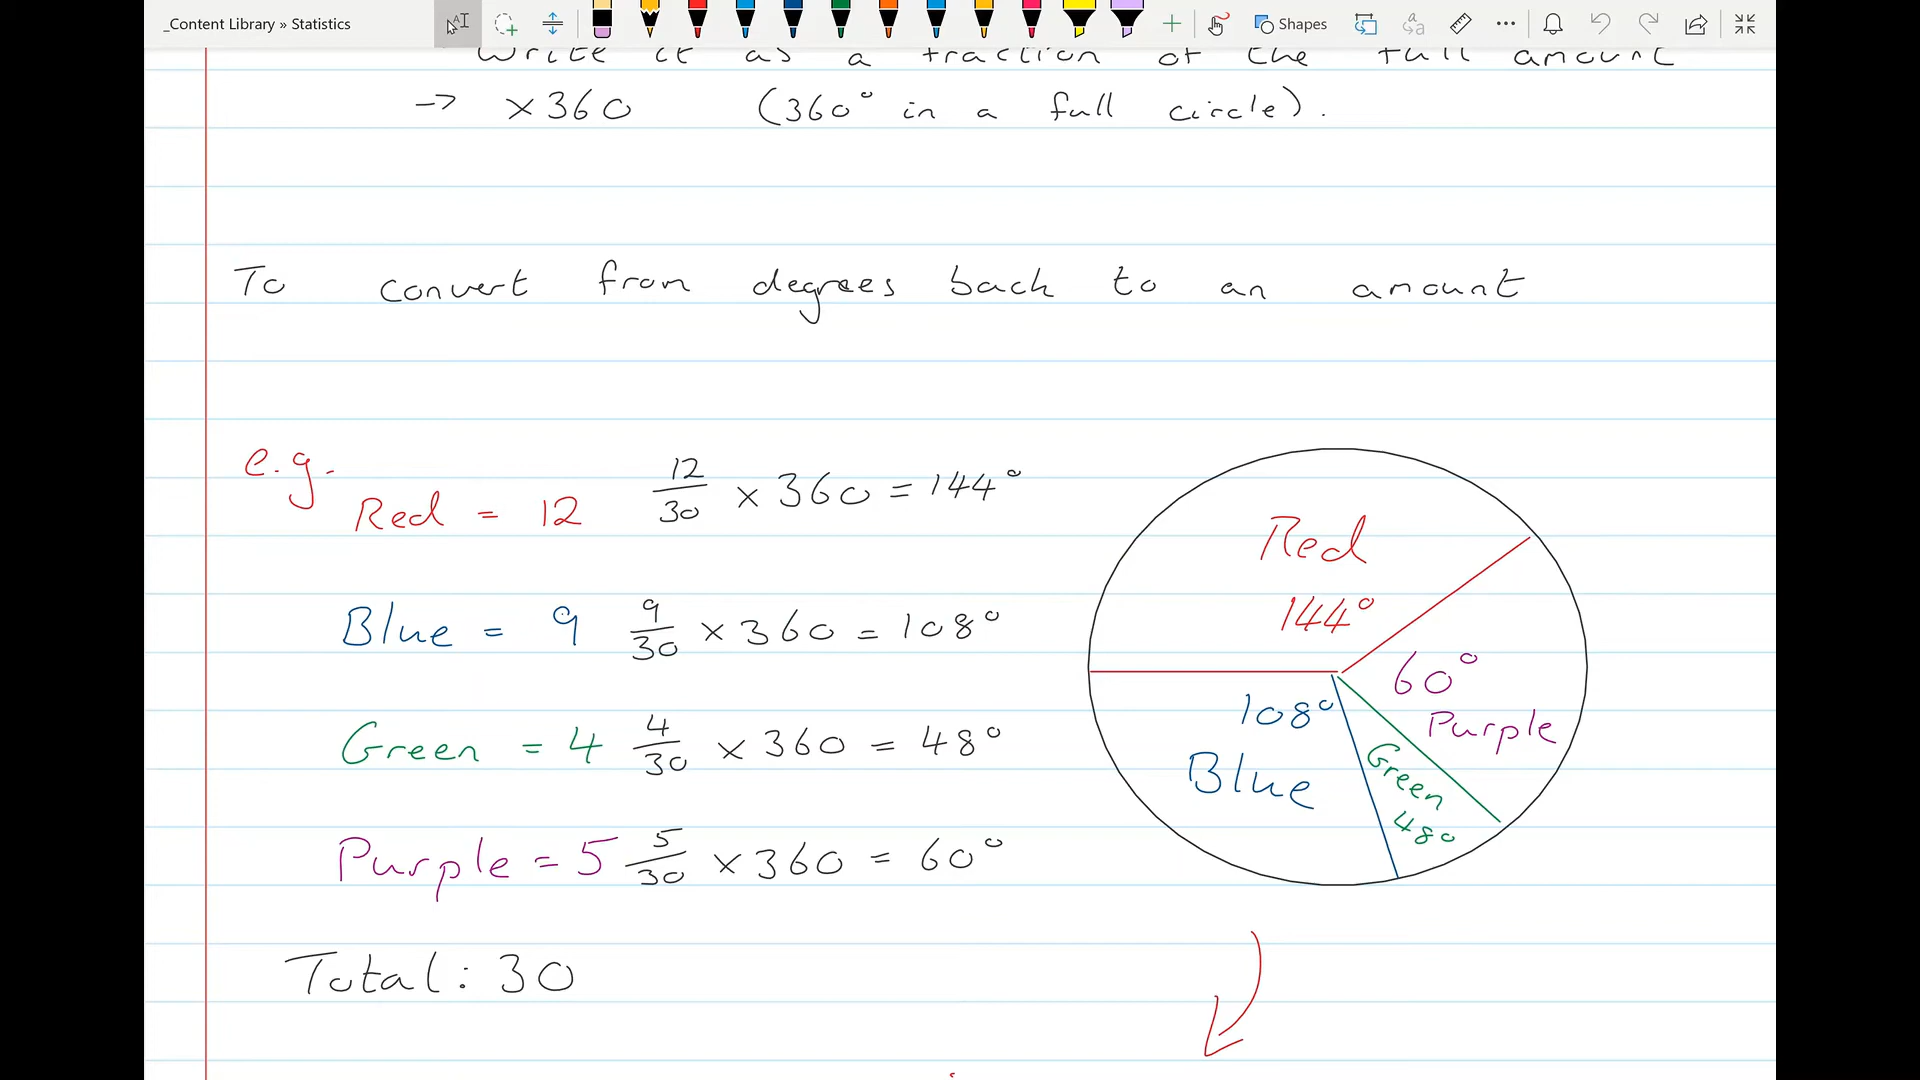 _Content Library » Statistics
Shapes
Write it as a fraction of the full amount
-> ×360 (360° in a full circle).
To convert from degrees back to an amount
e.g.
Red = 12 12/30 × 360 = 144°
Blue = 9 9/30 × 360 = 108°
Green = 4 4/30 × 360 = 48°
Purple = 5 5/30 × 360 = 60°
Total: 30
Red
144°
60°
Purple
108°
Blue
Green
48°